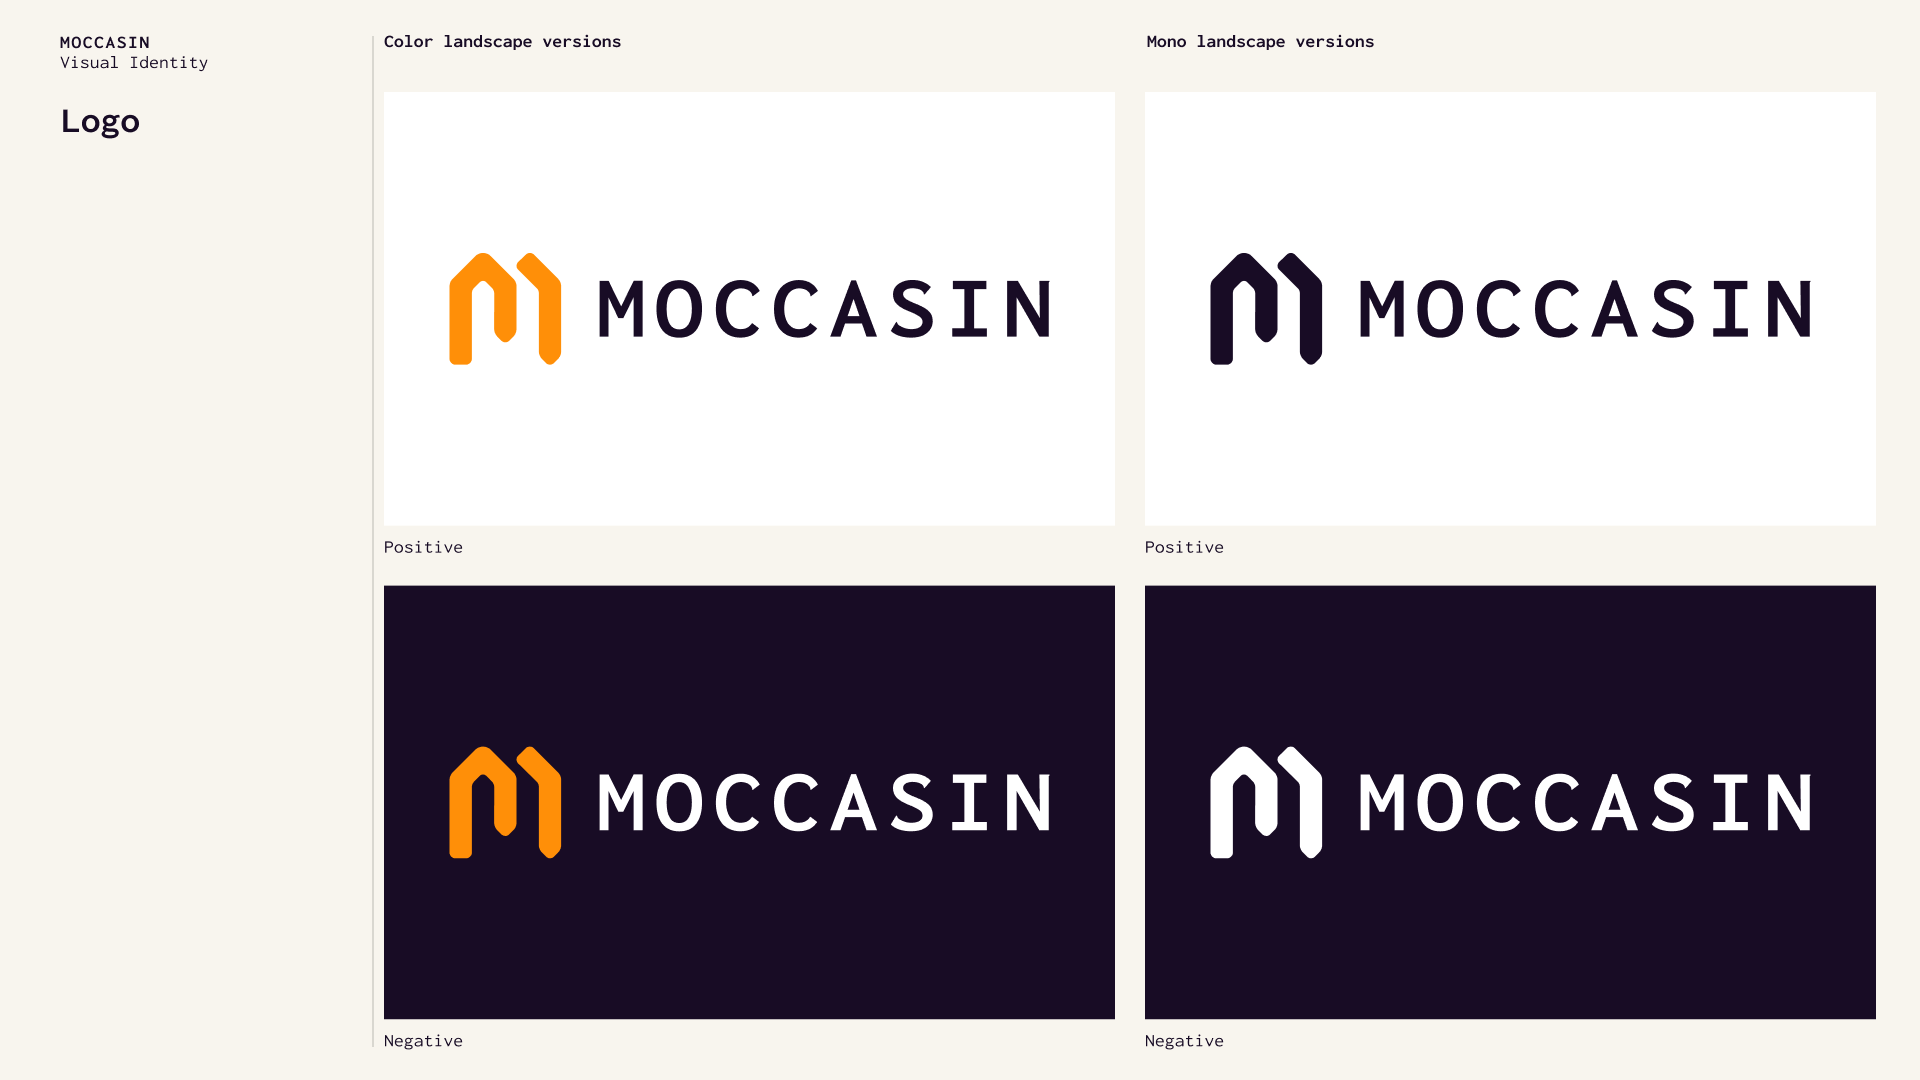 MOCCASIN
Visual Identity
Logo
Color landscape versions
MOCCASIN
Positive
MOCCASIN
Negative
Mono landscape versions
MOCCASIN
Positive
MOCCASIN
Negative